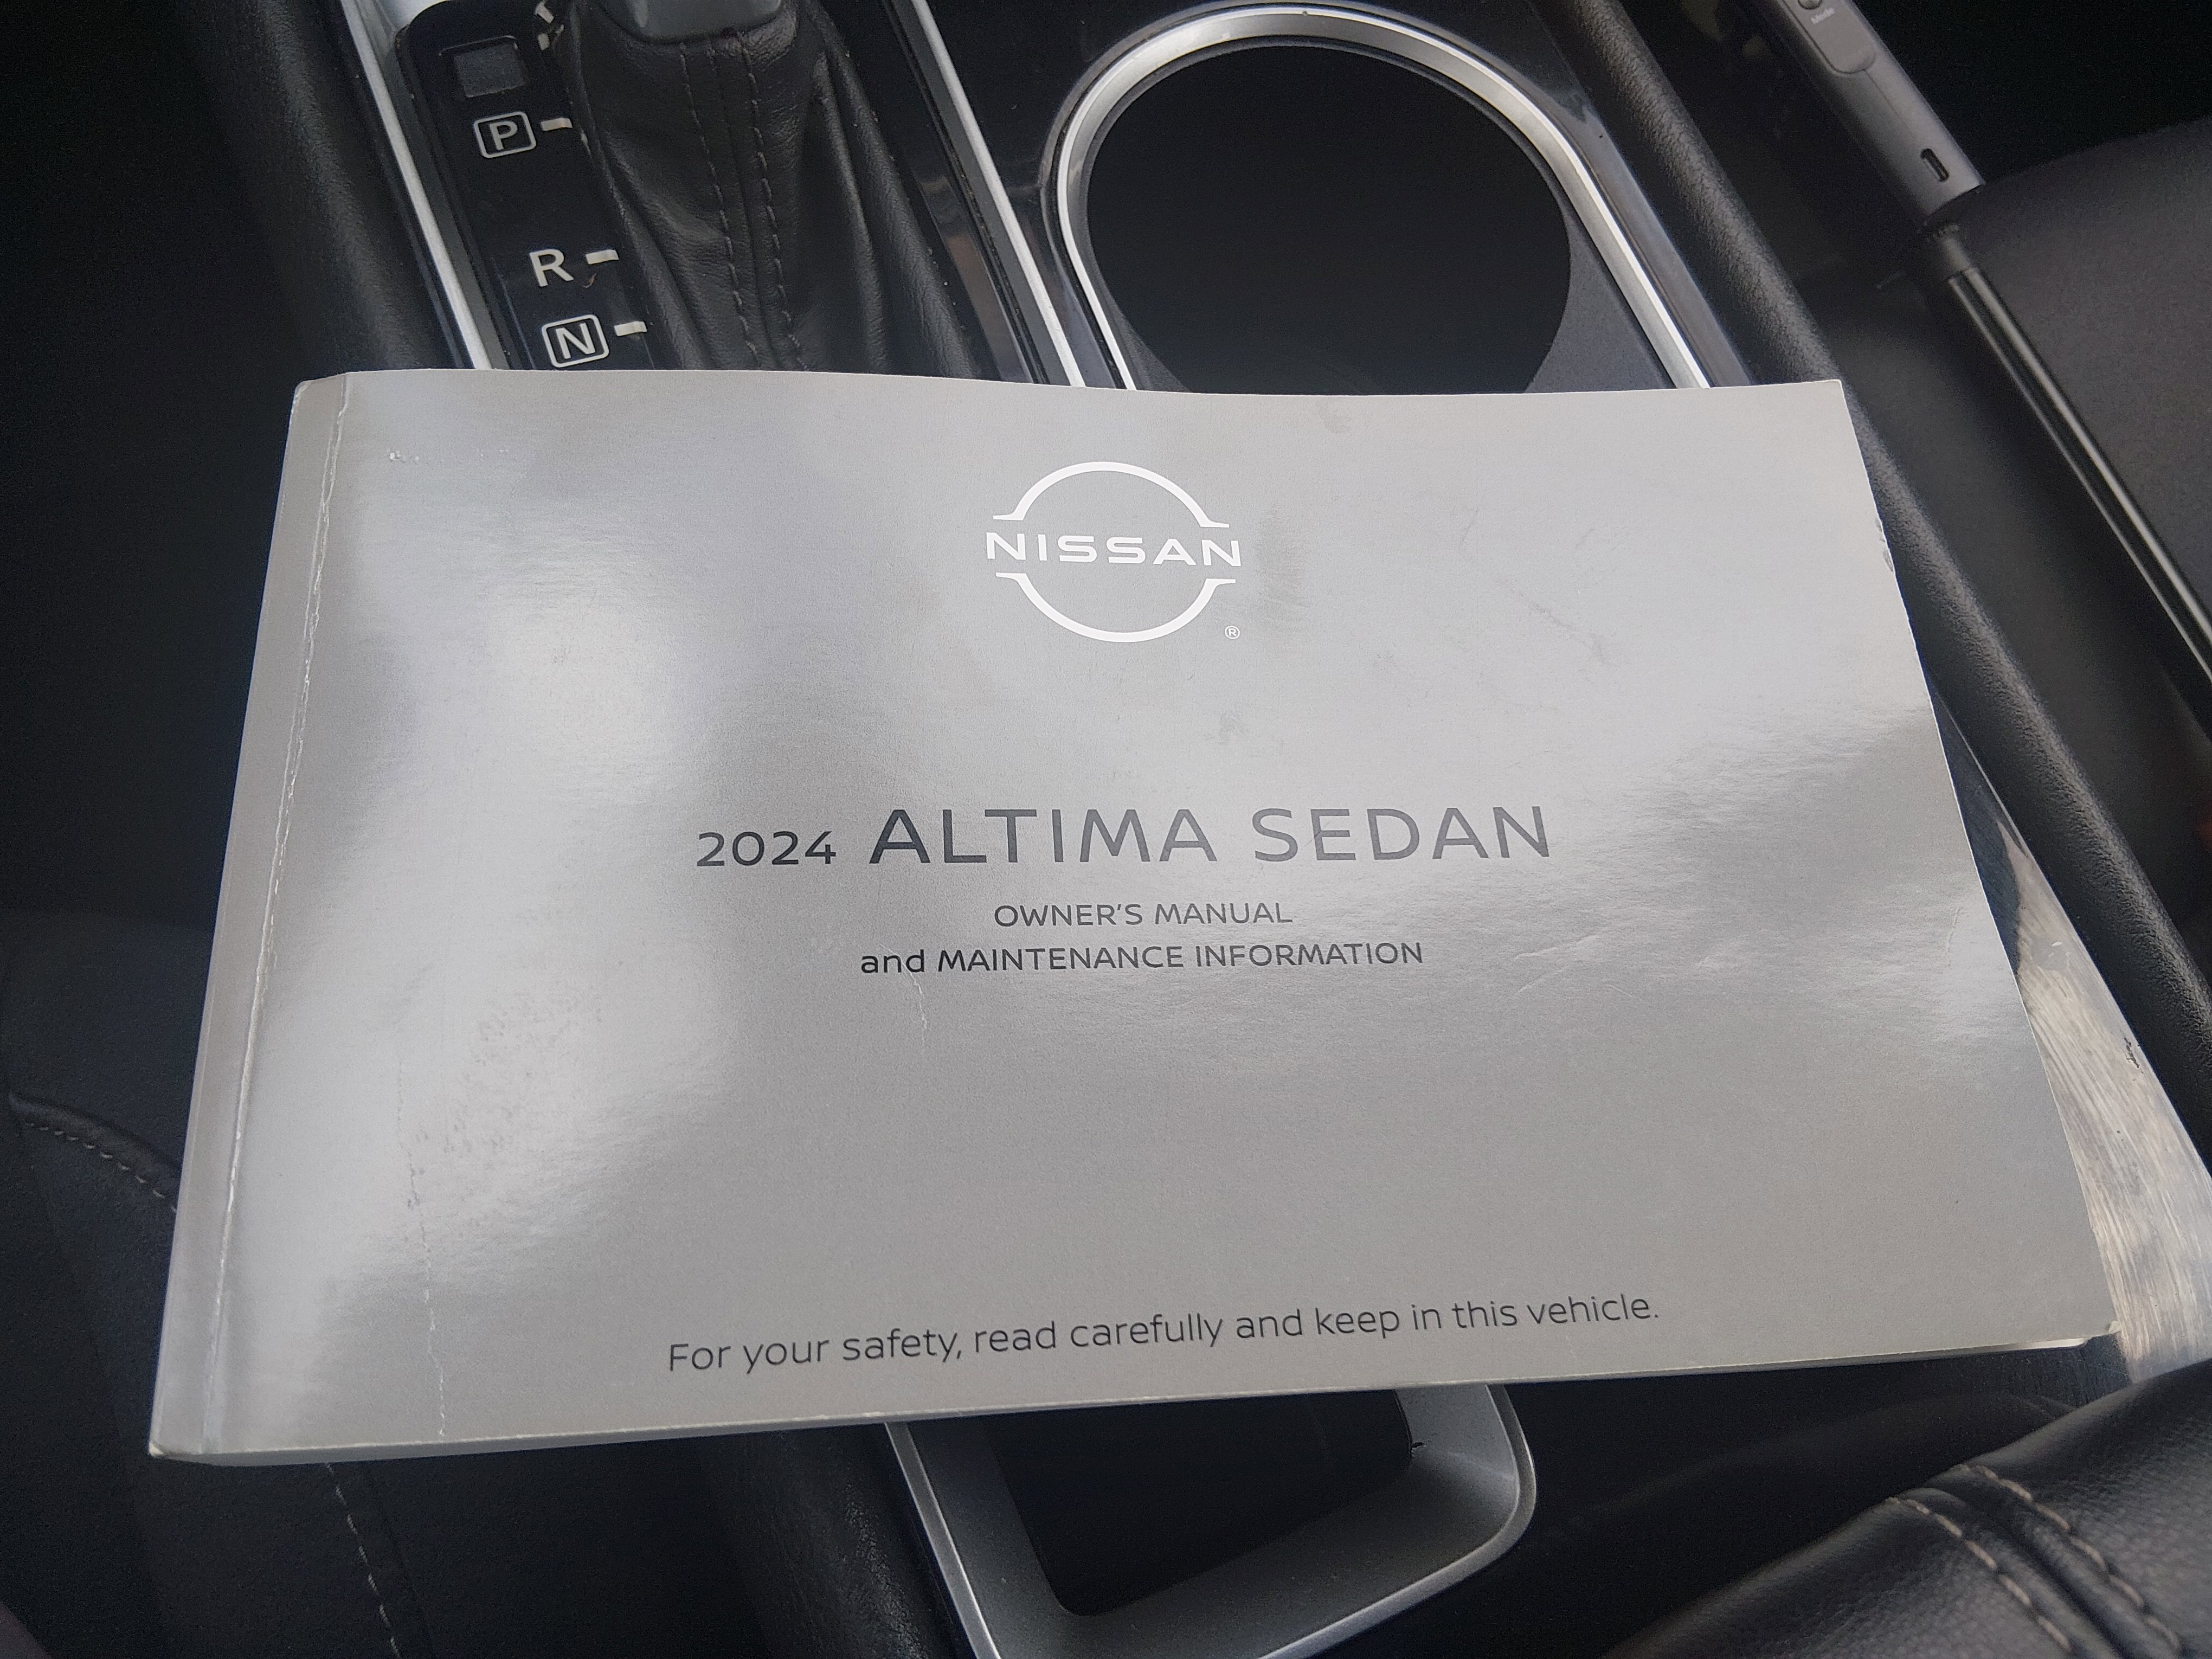 P
R
N
NISSAN
®
2024 ALTIMA SEDAN
OWNER'S MANUAL
and MAINTENANCE INFORMATION
For your safety, read carefully and keep in this vehicle.